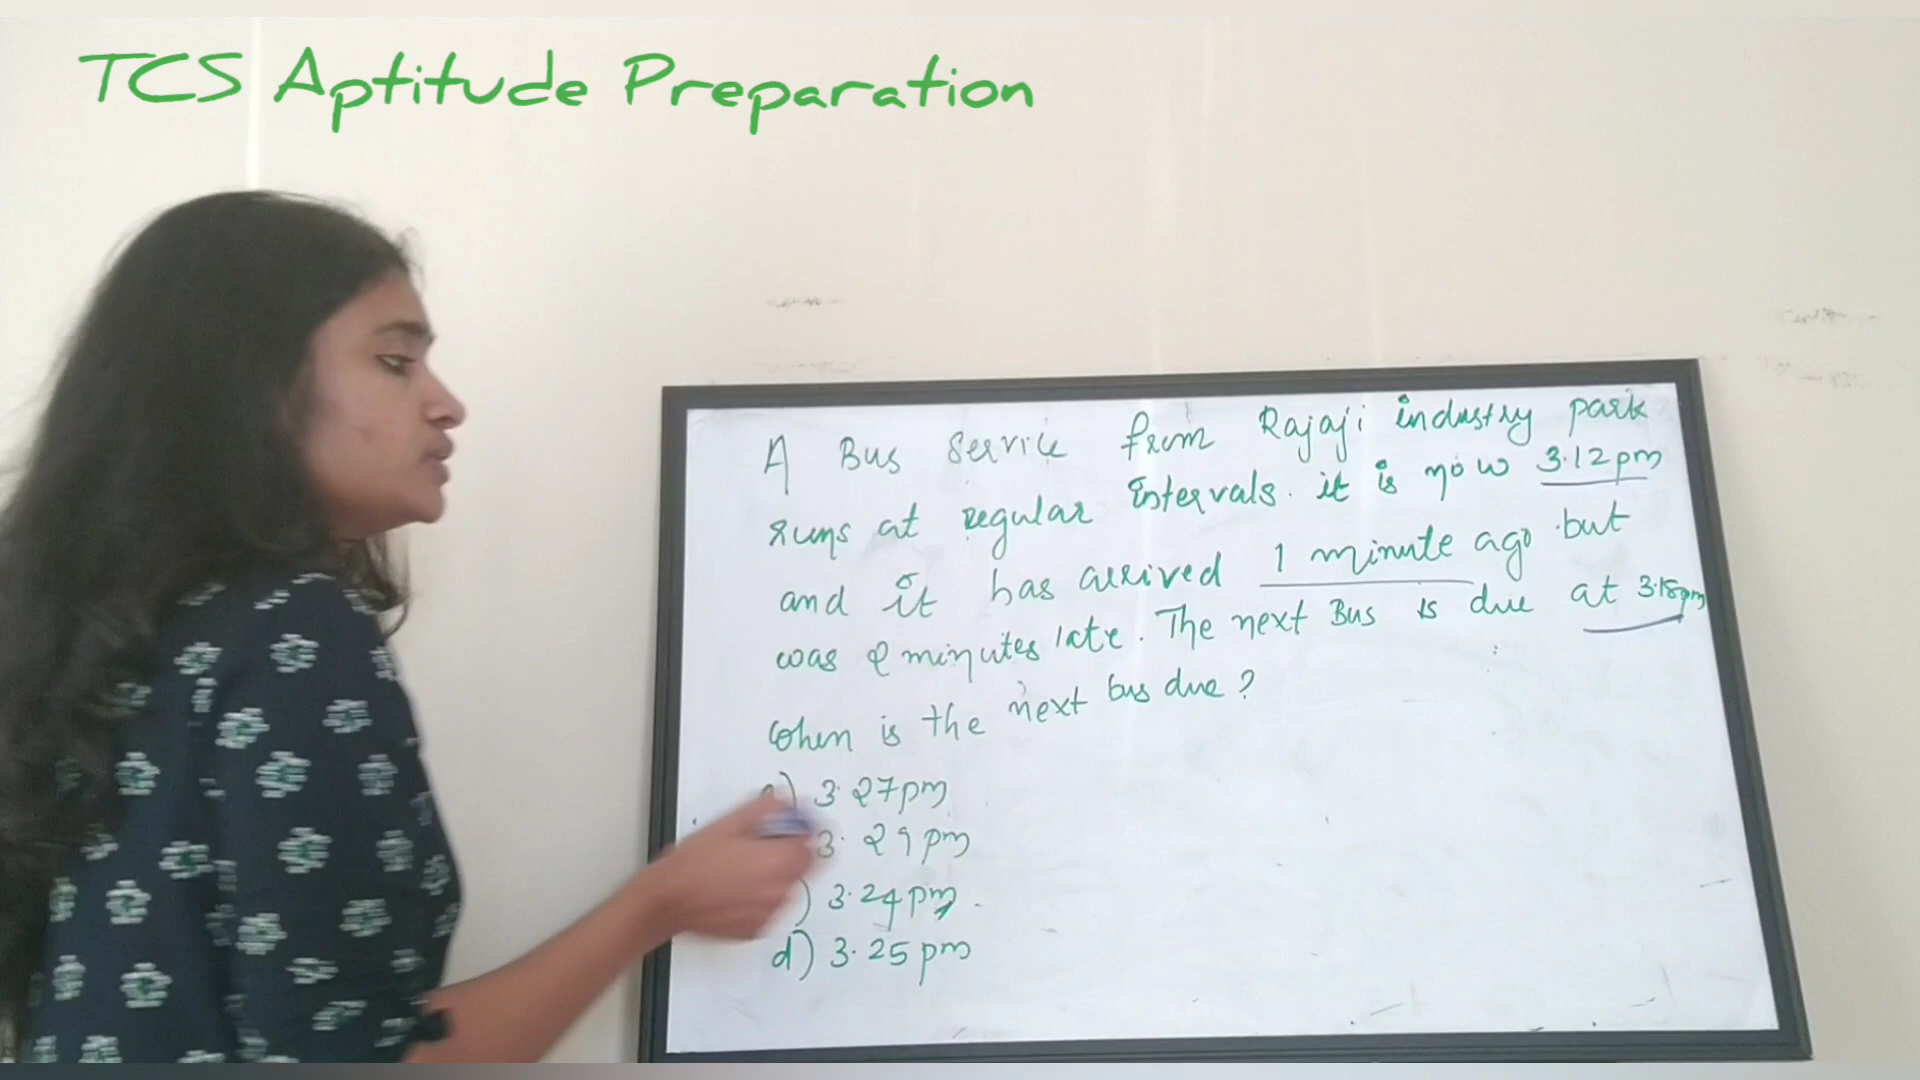 TCS Aptitude Preparation
A Bus Service from Rajaji industry park
runs at regular Intervals. it is now 3.12pm
and it has arrived 1 minute ago but
was 2 minutes late. The next Bus is due at 3.18pm
When is the next bus due?
a) 3.27pm
3.29pm
) 3.24pm
d) 3.25pm